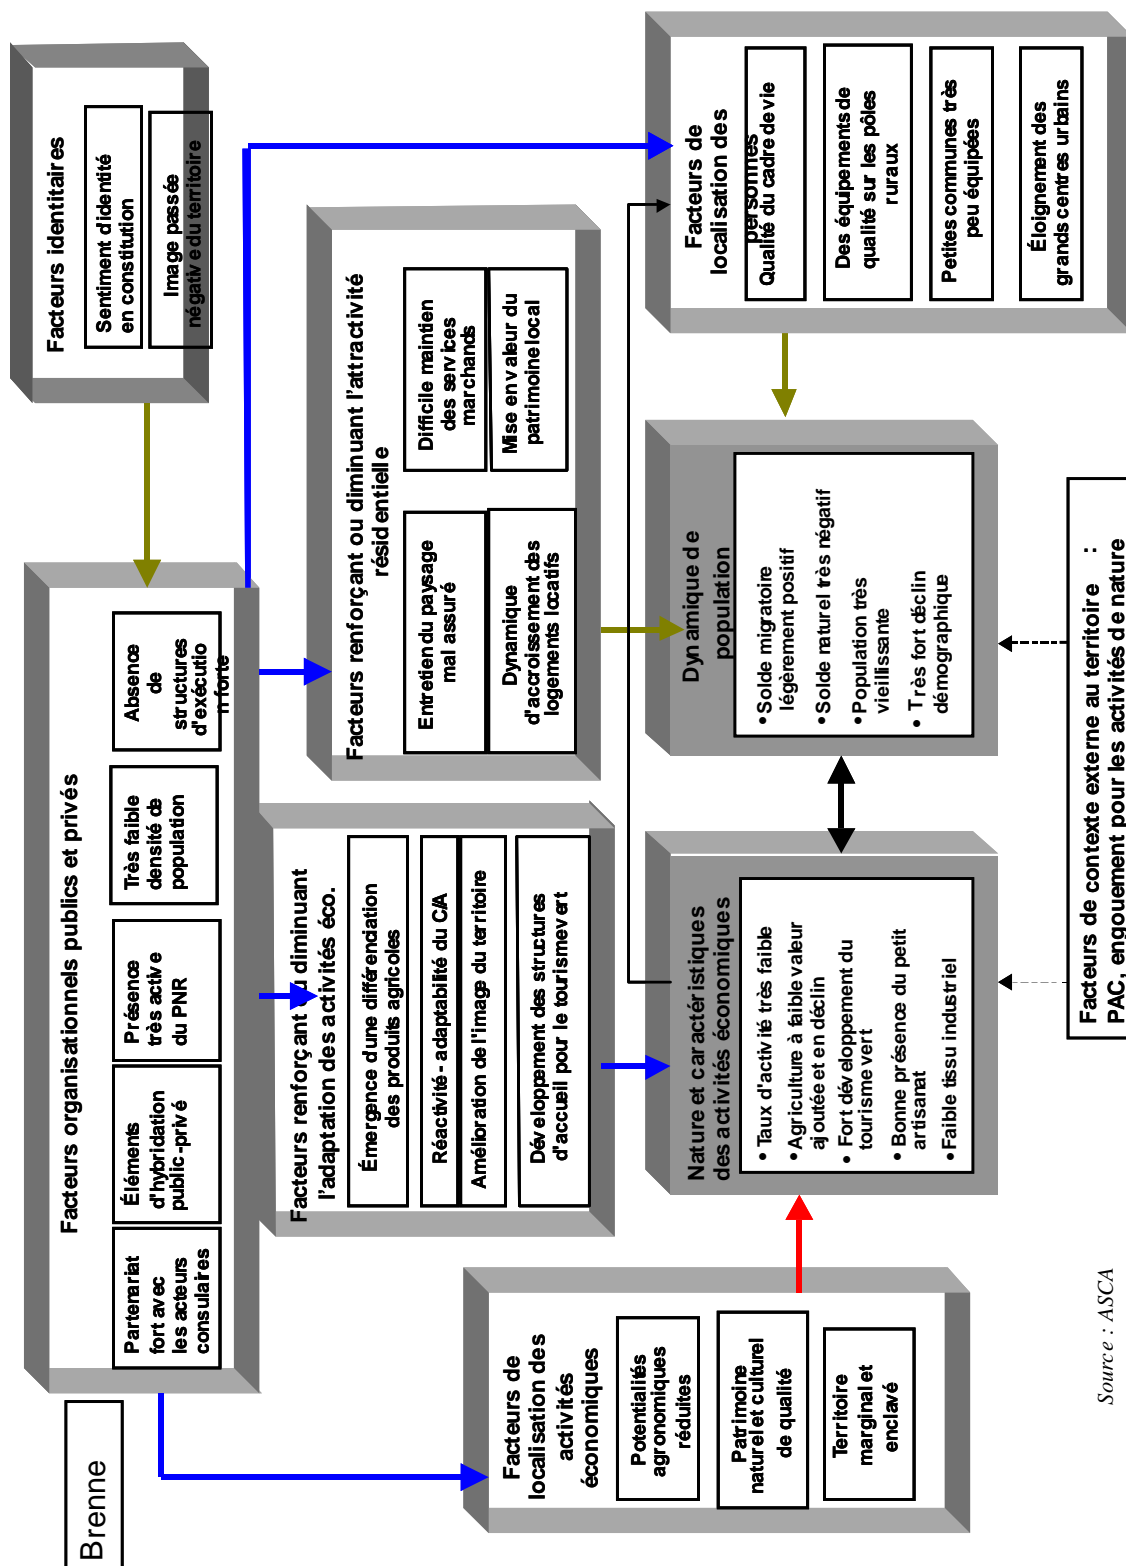 Brenne
Facteurs organisationnels publics et privés
Partenariat
fort avec
les acteurs
consulaires
Éléments
d'hybridation
public-privé
Présence
très active
du PNR
Très faible
densité de
population
Absence
de
structures
d'exécutio
n forte
Facteurs identitaires
Sentiment d'identité
en constitution
Image passée
négative du territoire
Facteurs renforçant ou diminuant
l'adaptation des activités éco.
Émergence d'une différenciation
des produits agricoles
Réactivité - adaptabilité du C/A
Amélioration de l'image du territoire
Développement des structures
d'accueil pour le tourisme vert
Facteurs renforçant ou diminuant l'attractivité
résidentielle
Entretien du paysage
mal assuré
Dynamique
d'accroissement des
logements locatifs
Difficile maintien
des services
marchands
Mise en valeur du
patrimoine local
Facteurs de
localisation des
activités
économiques
Potentialités
agronomiques
réduites
Patrimoine
naturel et culturel
de qualité
Territoire
marginal et
enclavé
Nature et caractéristiques
des activités économiques
• Taux d'activité très faible
• Agriculture à faible valeur
ajoutée et en déclin
• Fort développement du
tourisme vert
• Bonne présence du petit
artisanat
• Faible tissu industriel
Dynamique de
population
• Solde migratoire
légèrement positif
• Solde naturel très négatif
• Population très
vieillissante
• Très fort déclin
démographique
Facteurs de
localisation des
personnes
Qualité du cadre de vie
Des équipements de
qualité sur les pôles
ruraux
Petites communes très
peu équipées
Éloignement des
grands centres urbains
Facteurs de contexte externe au territoire :
PAC, engouement pour les activités de nature
Source : ASCA